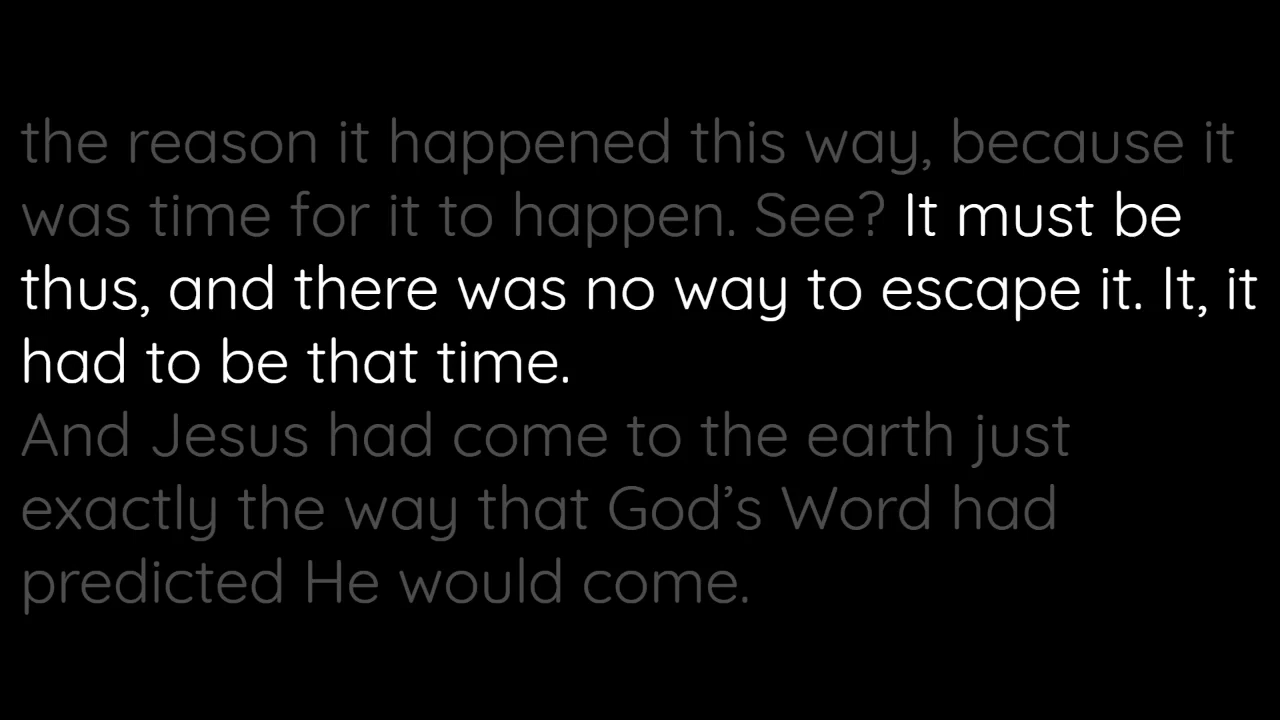 the reason it happened this way, because it
was time for it to happen. See? It must be
thus, and there was no way to escape it. It, it
had to be that time.
And Jesus had come to the earth just
exactly the way that God’s Word had
predicted He would come.